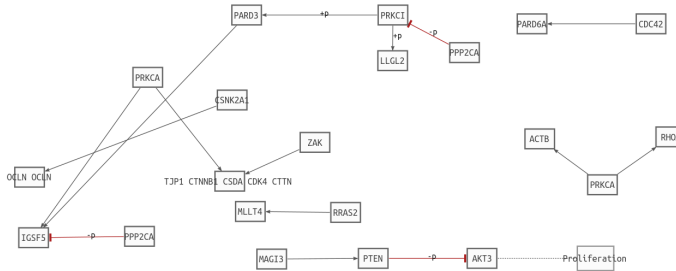 PARD3
+p
PRKCI
PARD6A
CDC42
+p
-p
PPP2CA
LLGL2
PRKCA
CSNK2A1
ZAK
ACTB
RHO
OCLN OCLN
TJP1 CTNNB1 CSDA CDK4 CTTN
PRKCA
MLLT4
RRAS2
IGSF5
-p
PPP2CA
MAGI3
PTEN
-p
AKT3
Proliferation